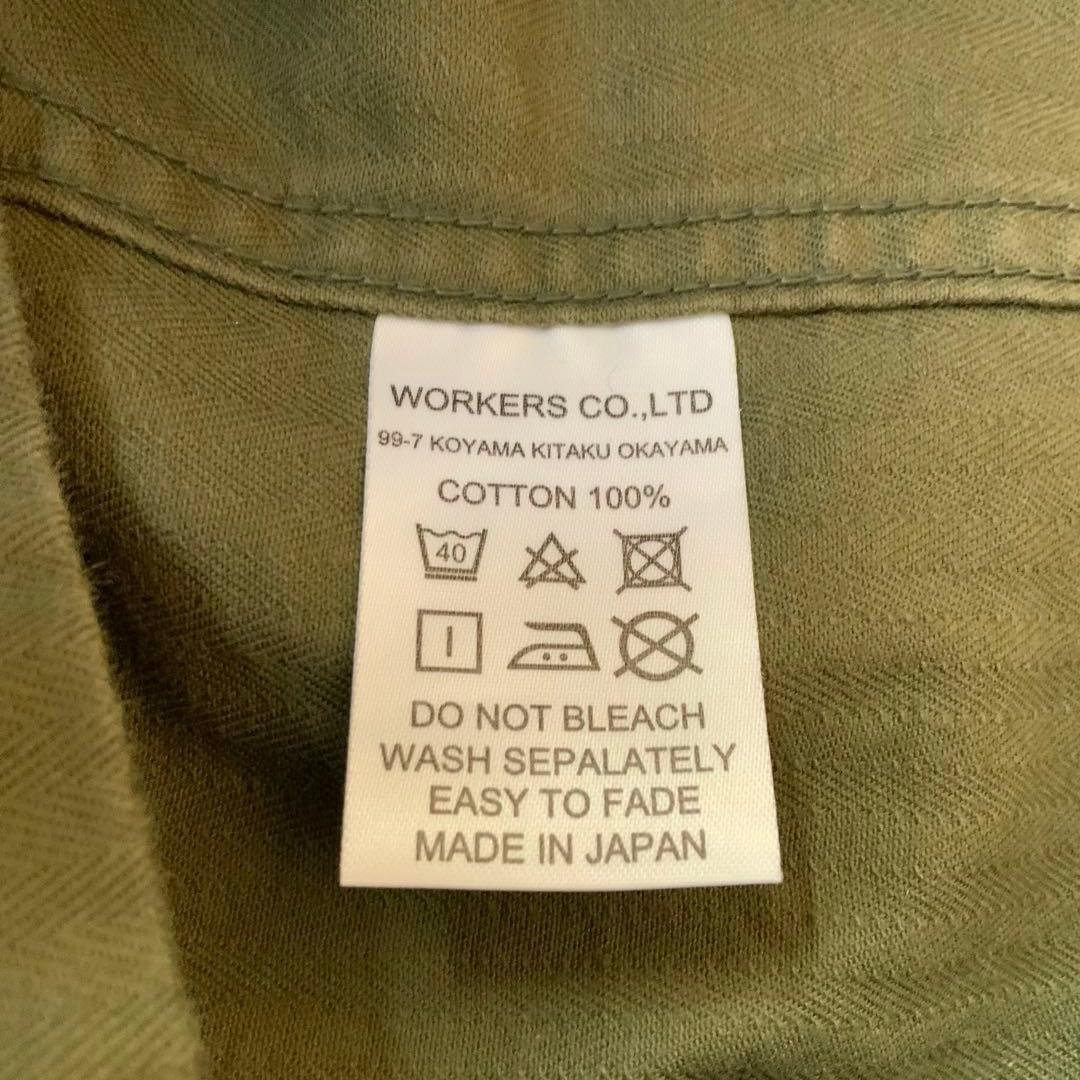 WORKERS CO.,LTD
99-7 KOYAMA KITAKU OKAYAMA
COTTON 100%
40
DO NOT BLEACH
WASH SEPALATELY
EASY TO FADE
MADE IN JAPAN